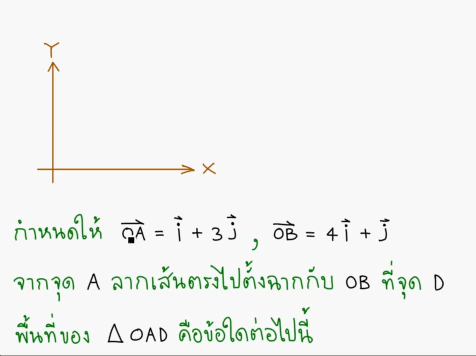 Y
X
กำหนดให้ OA = i + 3 j , OB = 4 i + j
จากจุด A ลากเส้นตรงไปตั้งฉากกับ OB ที่จุด D
พื้นที่ของ Δ OAD คือข้อใดต่อไปนี้